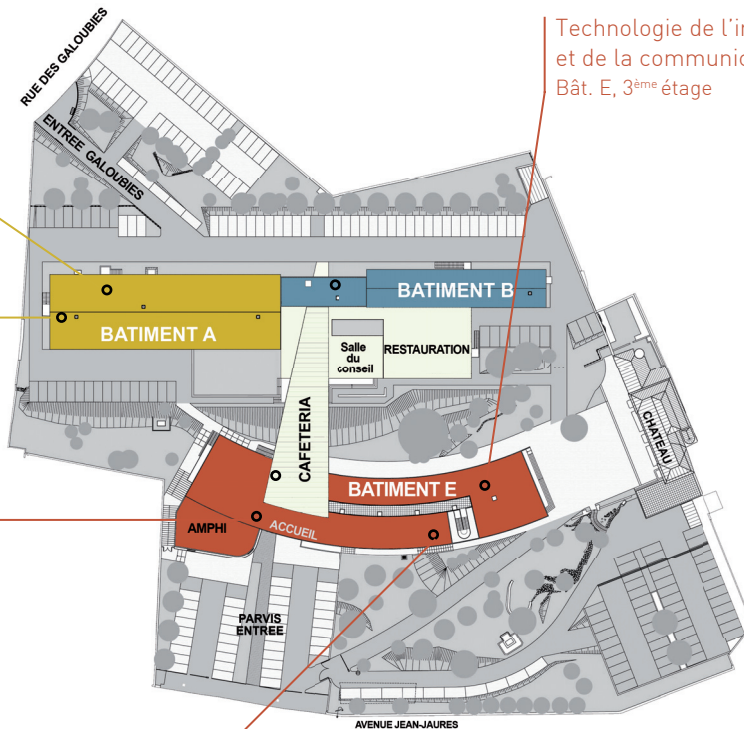 Technologie de l'i
et de la communic
Bât. E, 3ème étage
RUE DES GALOUBIES
ENTREE GALOUBIES
BATIMENT B
BATIMENT A
Salle
du
conseil
RESTAURATION
CAFETERIA
CHATEAU
BATIMENT E
ACCUEIL
AMPHI
PARVIS
ENTREE
AVENUE JEAN-JAURES